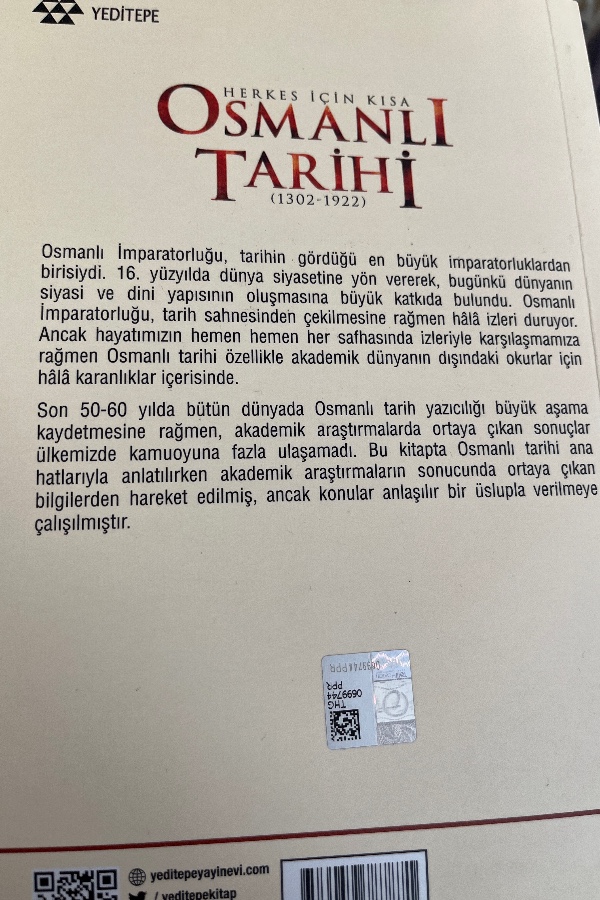 YEDİTEPE
HERKES İÇİN KISA
OSMANLI
TARİHİ
(1302-1922)
Osmanlı İmparatorluğu, tarihin gördüğü en büyük imparatorluklardan
birisiydi. 16. yüzyılda dünya siyasetine yön vererek, bugünkü dünyanın
siyasi ve dini yapısının oluşmasına büyük katkıda bulundu. Osmanlı
İmparatorluğu, tarih sahnesinden çekilmesine rağmen hâlâ izleri duruyor.
Ancak hayatımızın hemen hemen her safhasında izleriyle karşılaşmamıza
rağmen Osmanlı tarihi özellikle akademik dünyanın dışındaki okurlar için
hâlâ karanlıklar içerisinde.
Son 50-60 yılda bütün dünyada Osmanlı tarih yazıcılığı büyük aşama
kaydetmesine rağmen, akademik araştırmalarda ortaya çıkan sonuçlar
ülkemizde kamuoyuna fazla ulaşamadı. Bu kitapta Osmanlı tarihi ana
hatlarıyla anlatılırken akademik araştırmaların sonucunda ortaya çıkan
bilgilerden hareket edilmiş, ancak konular anlaşılır bir üslupla verilmeye
çalışılmıştır.
0699744PPR
THG
0699744
PPR
yeditepeyayinevi.com
/ yeditepekitap